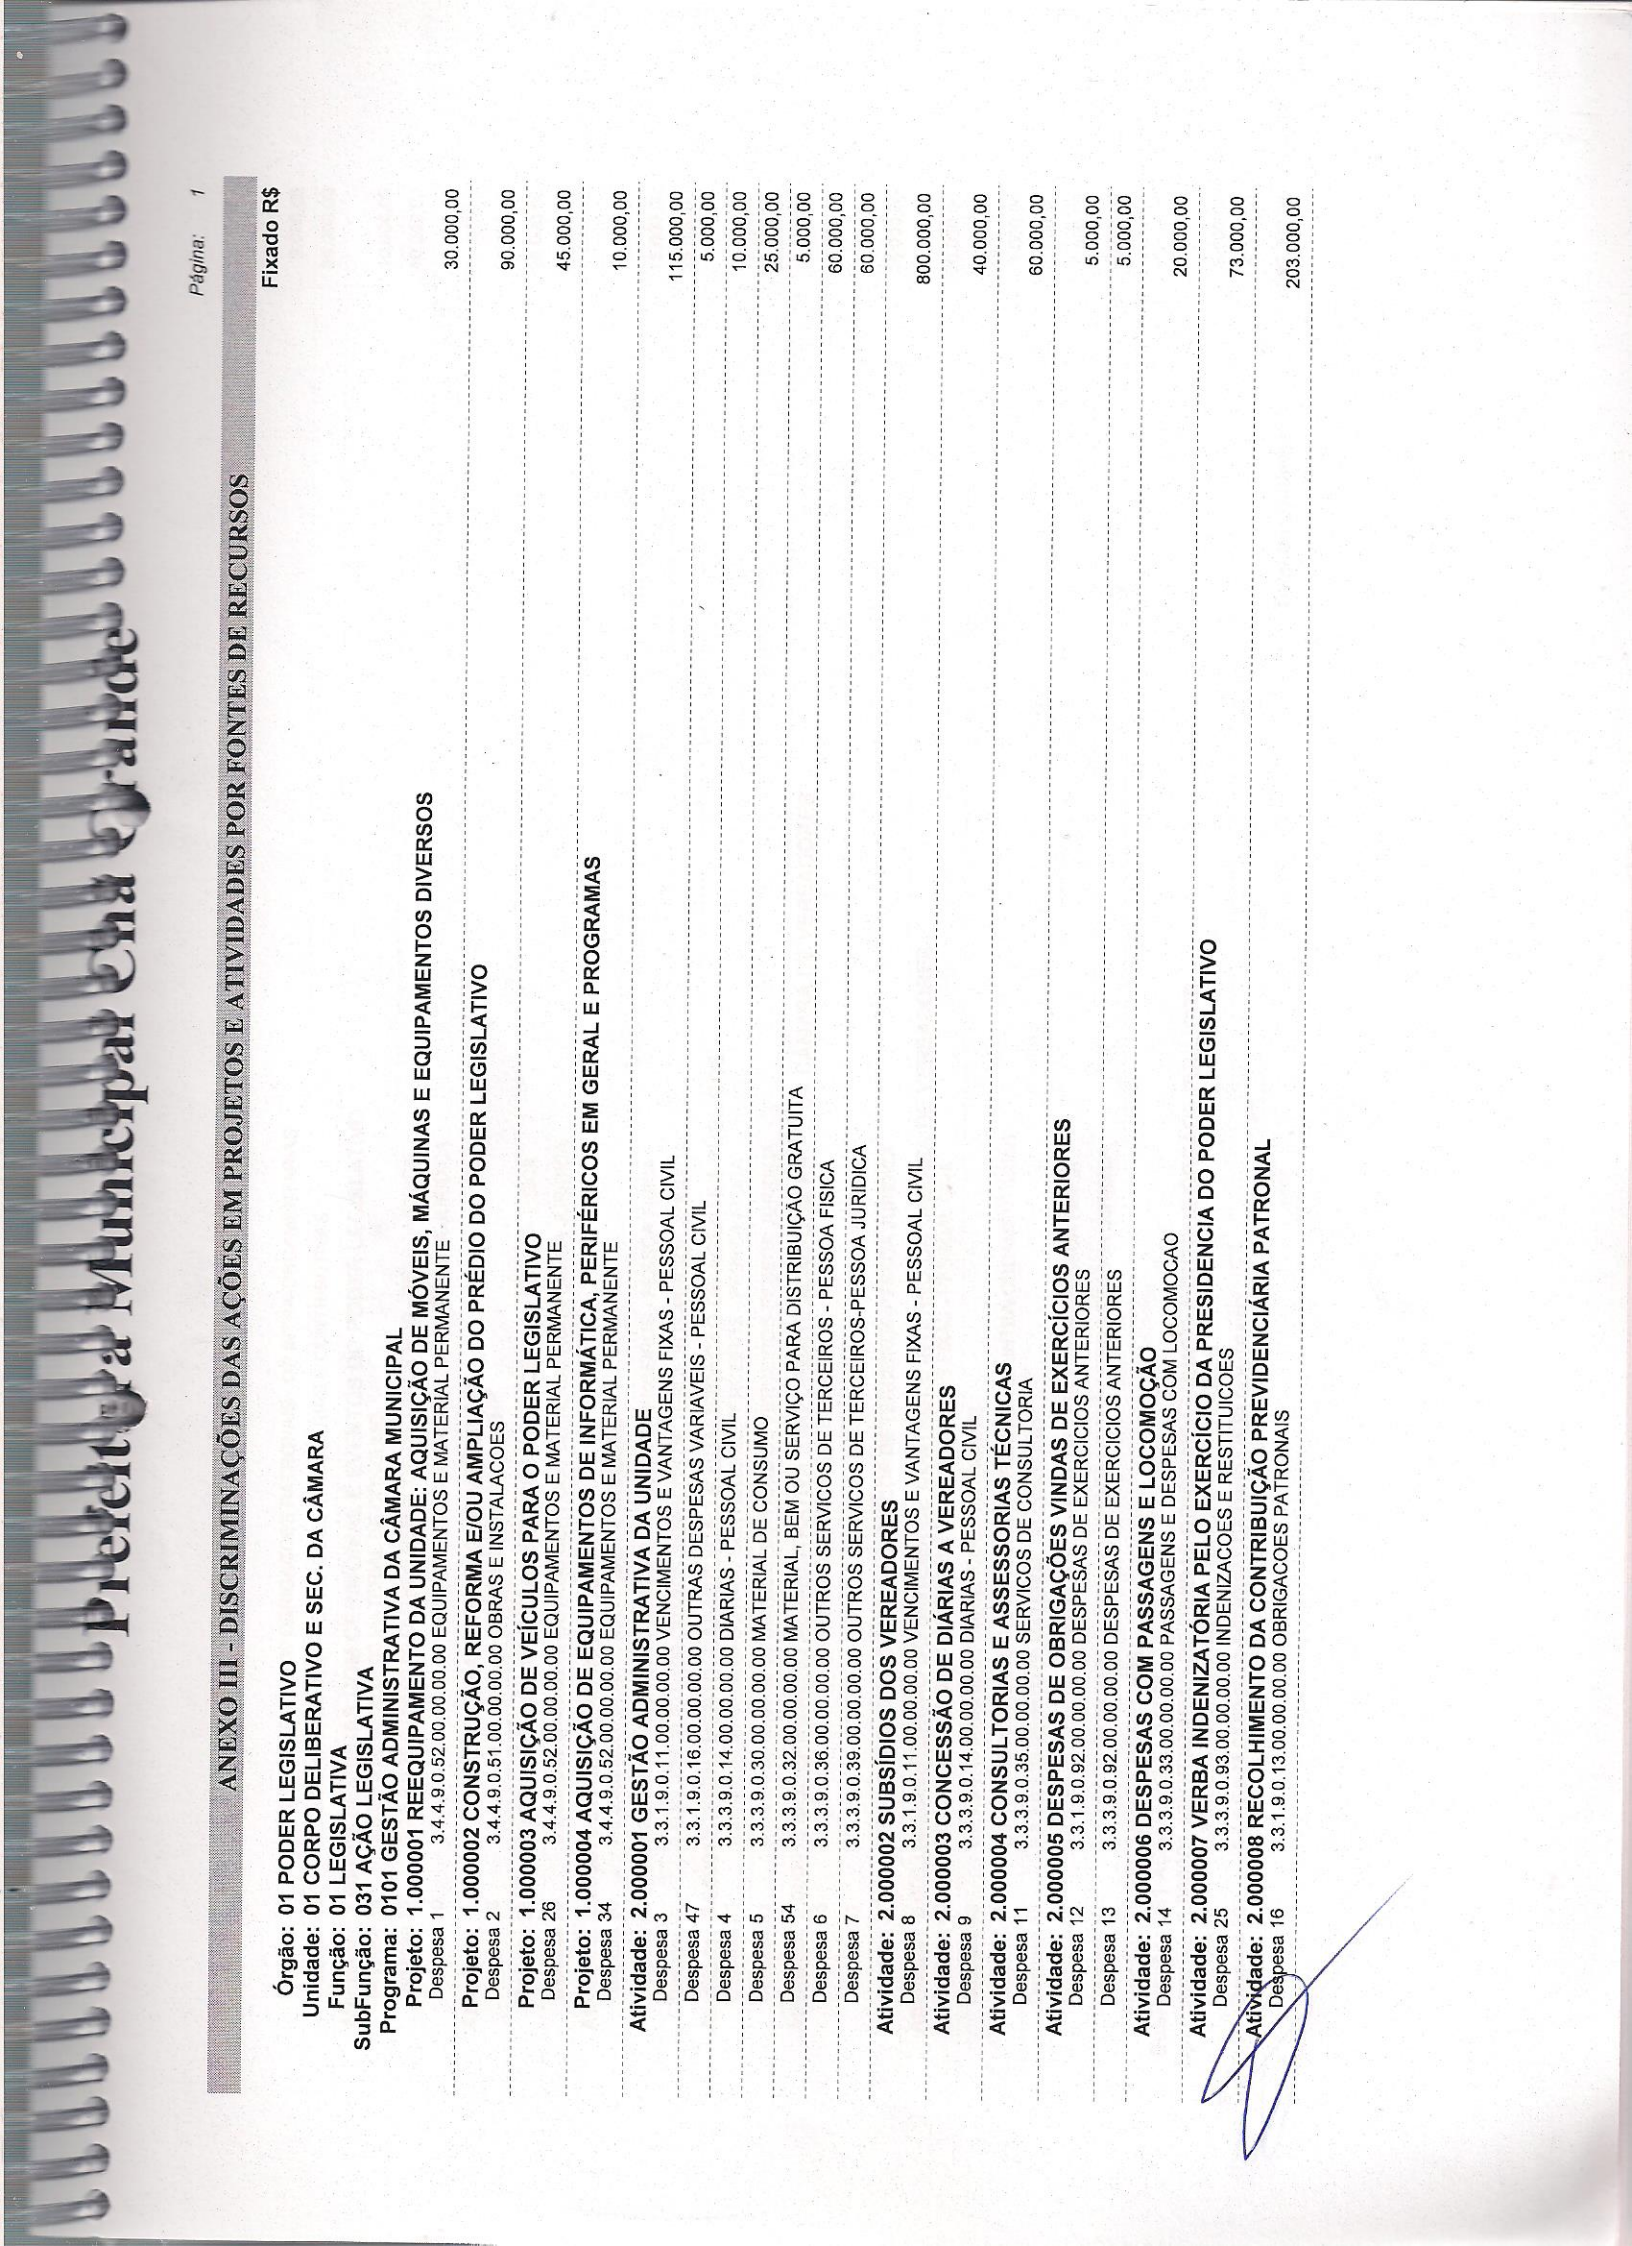 Prefeitura Municipal Chã Grande
Página: 1
ANEXO III - DISCRIMINAÇÕES DAS AÇÕES EM PROJETOS E ATIVIDADES POR FONTES DE RECURSOS
Fixado R$
Órgão: 01 PODER LEGISLATIVO
Unidade: 01 CORPO DELIBERATIVO E SEC. DA CÂMARA
Função: 01 LEGISLATIVA
SubFunção: 031 AÇÃO LEGISLATIVA
Programa: 0101 GESTÃO ADMINISTRATIVA DA CÂMARA MUNICIPAL
Projeto: 1.000001 REEQUIPAMENTO DA UNIDADE: AQUISIÇÃO DE MÓVEIS, MÁQUINAS E EQUIPAMENTOS DIVERSOS
Despesa 1 3.4.4.9.0.52.00.00.00.00 EQUIPAMENTOS E MATERIAL PERMANENTE 30.000,00
Projeto: 1.000002 CONSTRUÇÃO, REFORMA E/OU AMPLIAÇÃO DO PRÉDIO DO PODER LEGISLATIVO
Despesa 2 3.4.4.9.0.51.00.00.00.00 OBRAS E INSTALACOES 90.000,00
Projeto: 1.000003 AQUISIÇÃO DE VEÍCULOS PARA O PODER LEGISLATIVO
Despesa 26 3.4.4.9.0.52.00.00.00.00 EQUIPAMENTOS E MATERIAL PERMANENTE 45.000,00
Projeto: 1.000004 AQUISIÇÃO DE EQUIPAMENTOS DE INFORMÁTICA, PERIFÉRICOS EM GERAL E PROGRAMAS
Despesa 34 3.4.4.9.0.52.00.00.00.00 EQUIPAMENTOS E MATERIAL PERMANENTE 10.000,00
Atividade: 2.000001 GESTÃO ADMINISTRATIVA DA UNIDADE
Despesa 3 3.3.1.9.0.11.00.00.00.00 VENCIMENTOS E VANTAGENS FIXAS - PESSOAL CIVIL 115.000,00
Despesa 47 3.3.1.9.0.16.00.00.00.00 OUTRAS DESPESAS VARIAVEIS - PESSOAL CIVIL 5.000,00
Despesa 4 3.3.3.9.0.14.00.00.00.00 DIARIAS - PESSOAL CIVIL 10.000,00
Despesa 5 3.3.3.9.0.30.00.00.00.00 MATERIAL DE CONSUMO 25.000,00
Despesa 54 3.3.3.9.0.32.00.00.00.00 MATERIAL, BEM OU SERVIÇO PARA DISTRIBUIÇÃO GRATUITA 5.000,00
Despesa 6 3.3.3.9.0.36.00.00.00.00 OUTROS SERVICOS DE TERCEIROS - PESSOA FISICA 60.000,00
Despesa 7 3.3.3.9.0.39.00.00.00.00 OUTROS SERVICOS DE TERCEIROS-PESSOA JURIDICA 60.000,00
Atividade: 2.000002 SUBSÍDIOS DOS VEREADORES
Despesa 8 3.3.1.9.0.11.00.00.00.00 VENCIMENTOS E VANTAGENS FIXAS - PESSOAL CIVIL 800.000,00
Atividade: 2.000003 CONCESSÃO DE DIÁRIAS A VEREADORES
Despesa 9 3.3.3.9.0.14.00.00.00.00 DIARIAS - PESSOAL CIVIL 40.000,00
Atividade: 2.000004 CONSULTORIAS E ASSESSORIAS TÉCNICAS
Despesa 11 3.3.3.9.0.35.00.00.00.00 SERVICOS DE CONSULTORIA 60.000,00
Atividade: 2.000005 DESPESAS DE OBRIGAÇÕES VINDAS DE EXERCÍCIOS ANTERIORES
Despesa 12 3.3.1.9.0.92.00.00.00.00 DESPESAS DE EXERCICIOS ANTERIORES 5.000,00
Despesa 13 3.3.3.9.0.92.00.00.00.00 DESPESAS DE EXERCICIOS ANTERIORES 5.000,00
Atividade: 2.000006 DESPESAS COM PASSAGENS E LOCOMOÇÃO
Despesa 14 3.3.3.9.0.33.00.00.00.00 PASSAGENS E DESPESAS COM LOCOMOCAO 20.000,00
Atividade: 2.000007 VERBA INDENIZATÓRIA PELO EXERCÍCIO DA PRESIDENCIA DO PODER LEGISLATIVO
Despesa 25 3.3.3.9.0.93.00.00.00.00 INDENIZACOES E RESTITUICOES 73.000,00
Atividade: 2.000008 RECOLHIMENTO DA CONTRIBUIÇÃO PREVIDENCIÁRIA PATRONAL
Despesa 16 3.3.1.9.0.13.00.00.00.00 OBRIGACOES PATRONAIS 203.000,00